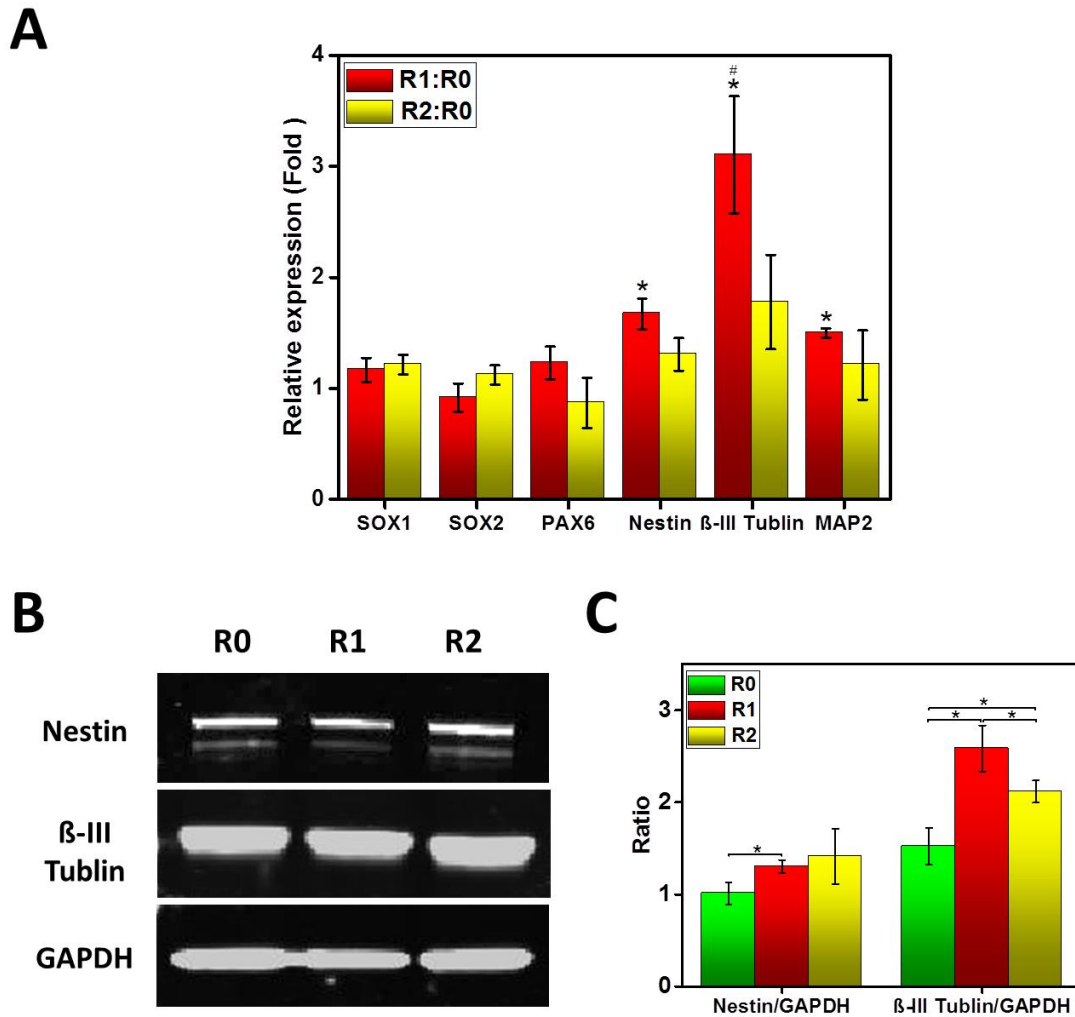 A
Relative expression (Fold )
4
3
2
1
0
R1:R0
R2:R0
*
#
*
*
SOX1 SOX2 PAX6 Nestin ß-III Tublin MAP2
B
R0 R1 R2
Nestin
ß-III
Tublin
GAPDH
C
Ratio
3
2
1
0
R0
R1
R2
*
*
* *
Nestin/GAPDH ß-III Tublin/GAPDH